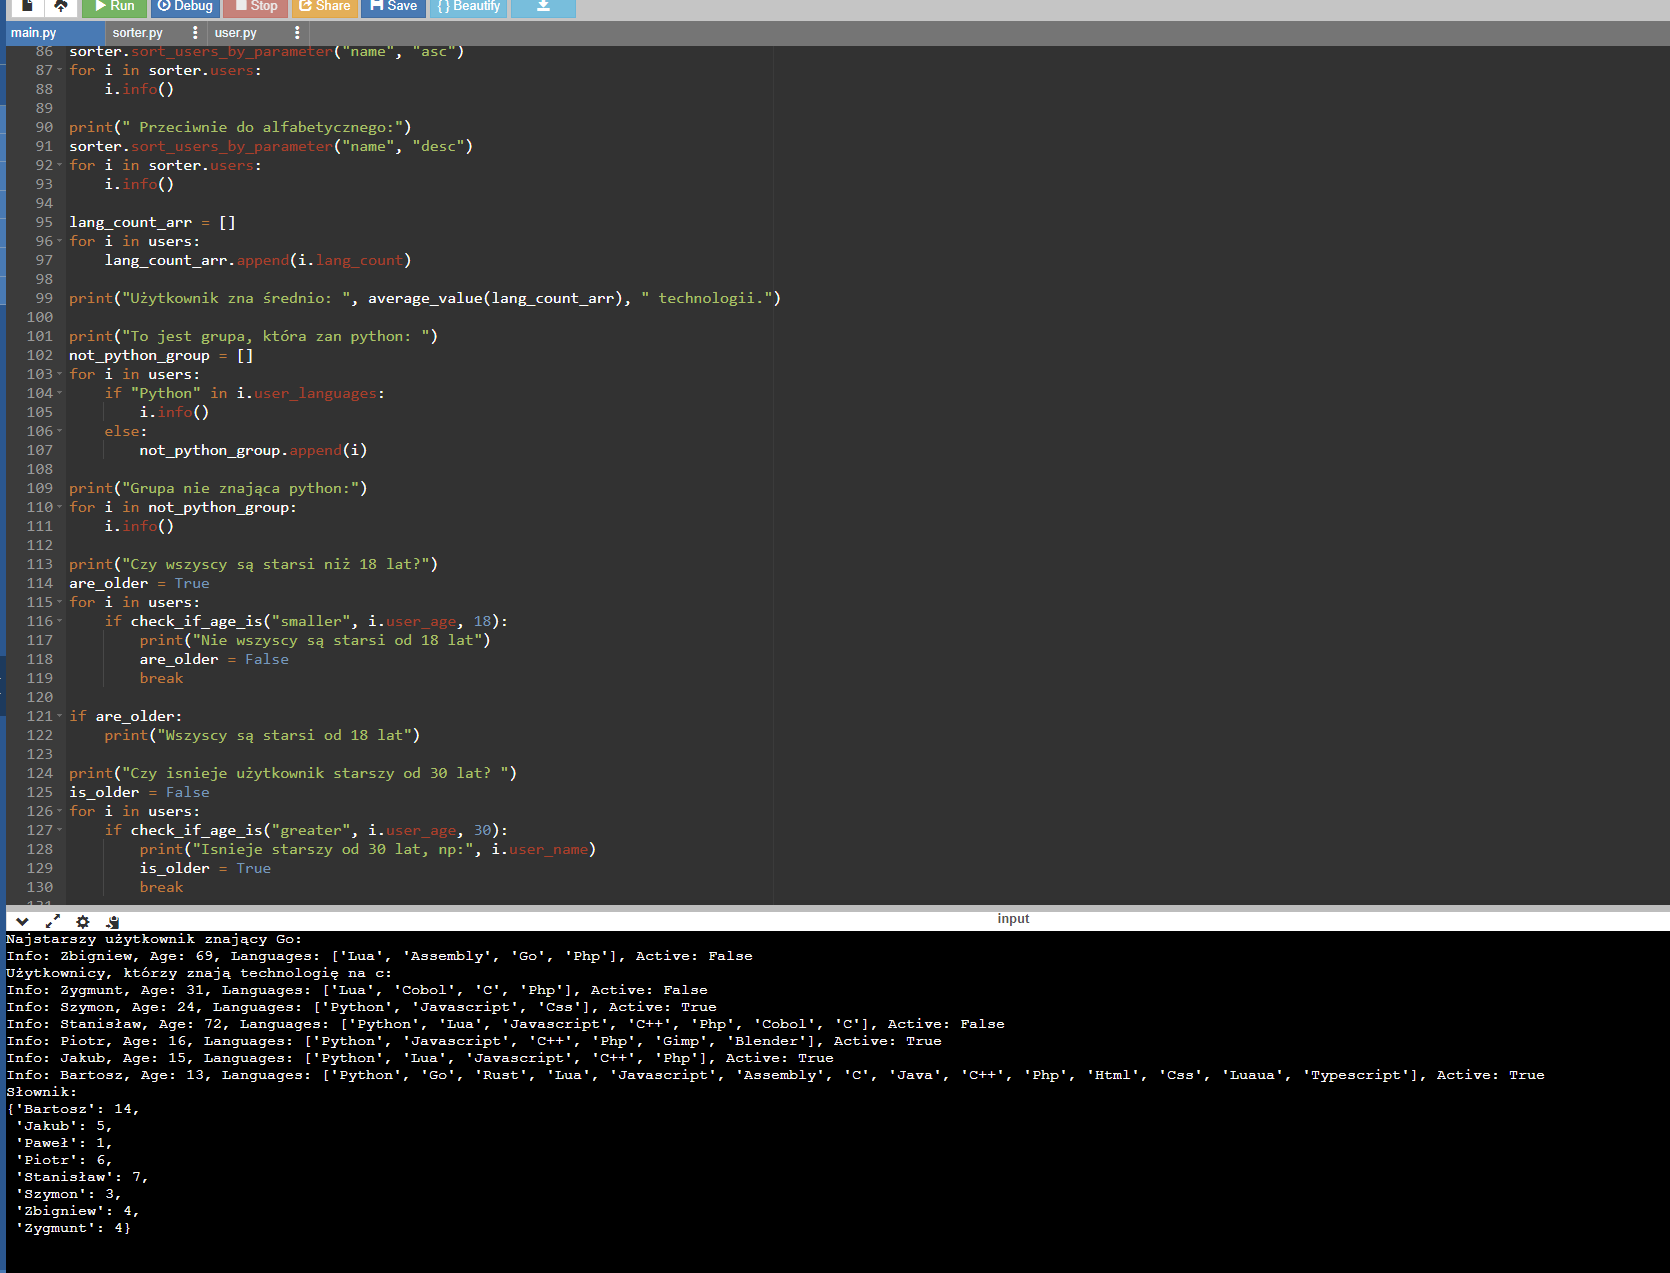 Run Debug Stop Share Save { } Beautify
main.py sorter.py user.py
86 sorter.sort_users_by_parameter("name", "asc")
87 for i in sorter.users:
88     i.info()
89
90 print(" Przeciwnie do alfabetycznego:")
91 sorter.sort_users_by_parameter("name", "desc")
92 for i in sorter.users:
93     i.info()
94
95 lang_count_arr = []
96 for i in users:
97     lang_count_arr.append(i.lang_count)
98
99 print("Użytkownik zna średnio: ", average_value(lang_count_arr), " technologii.")
100
101 print("To jest grupa, która zan python: ")
102 not_python_group = []
103 for i in users:
104     if "Python" in i.user_languages:
105         i.info()
106     else:
107         not_python_group.append(i)
108
109 print("Grupa nie znająca python:")
110 for i in not_python_group:
111     i.info()
112
113 print("Czy wszyscy są starsi niż 18 lat?")
114 are_older = True
115 for i in users:
116     if check_if_age_is("smaller", i.user_age, 18):
117         print("Nie wszyscy są starsi od 18 lat")
118         are_older = False
119         break
120
121 if are_older:
122     print("Wszyscy są starsi od 18 lat")
123
124 print("Czy isnieje użytkownik starszy od 30 lat? ")
125 is_older = False
126 for i in users:
127     if check_if_age_is("greater", i.user_age, 30):
128         print("Isnieje starszy od 30 lat, np:", i.user_name)
129         is_older = True
130         break
131
input
Najstarszy użytkownik znający Go:
Info: Zbigniew, Age: 69, Languages: ['Lua', 'Assembly', 'Go', 'Php'], Active: False
Użytkownicy, którzy znają technologię na c:
Info: Zygmunt, Age: 31, Languages: ['Lua', 'Cobol', 'C', 'Php'], Active: False
Info: Szymon, Age: 24, Languages: ['Python', 'Javascript', 'Css'], Active: True
Info: Stanisław, Age: 72, Languages: ['Python', 'Lua', 'Javascript', 'C++', 'Php', 'Cobol', 'C'], Active: False
Info: Piotr, Age: 16, Languages: ['Python', 'Javascript', 'C++', 'Php', 'Gimp', 'Blender'], Active: True
Info: Jakub, Age: 15, Languages: ['Python', 'Lua', 'Javascript', 'C++', 'Php'], Active: True
Info: Bartosz, Age: 13, Languages: ['Python', 'Go', 'Rust', 'Lua', 'Javascript', 'Assembly', 'C', 'Java', 'C++', 'Php', 'Html', 'Css', 'Luaua', 'Typescript'], Active: True
Słownik:
{'Bartosz': 14,
 'Jakub': 5,
 'Paweł': 1,
 'Piotr': 6,
 'Stanisław': 7,
 'Szymon': 3,
 'Zbigniew': 4,
 'Zygmunt': 4}